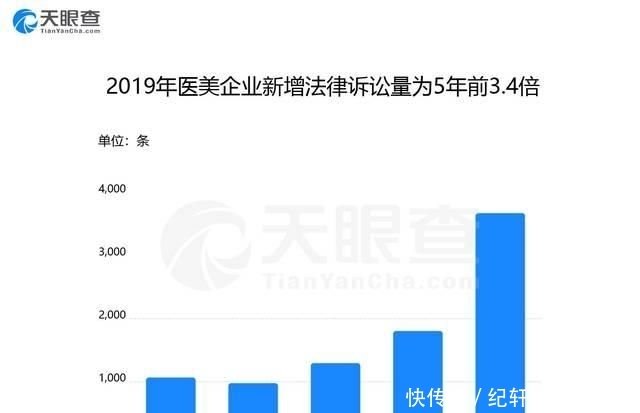 天眼查
TianYanCha.com
2019年医美企业新增法律诉讼量为5年前3.4倍
单位：条
4,000
天眼查
3,000
TianYanCha.com
2,000
1,000
快传号／纪轩